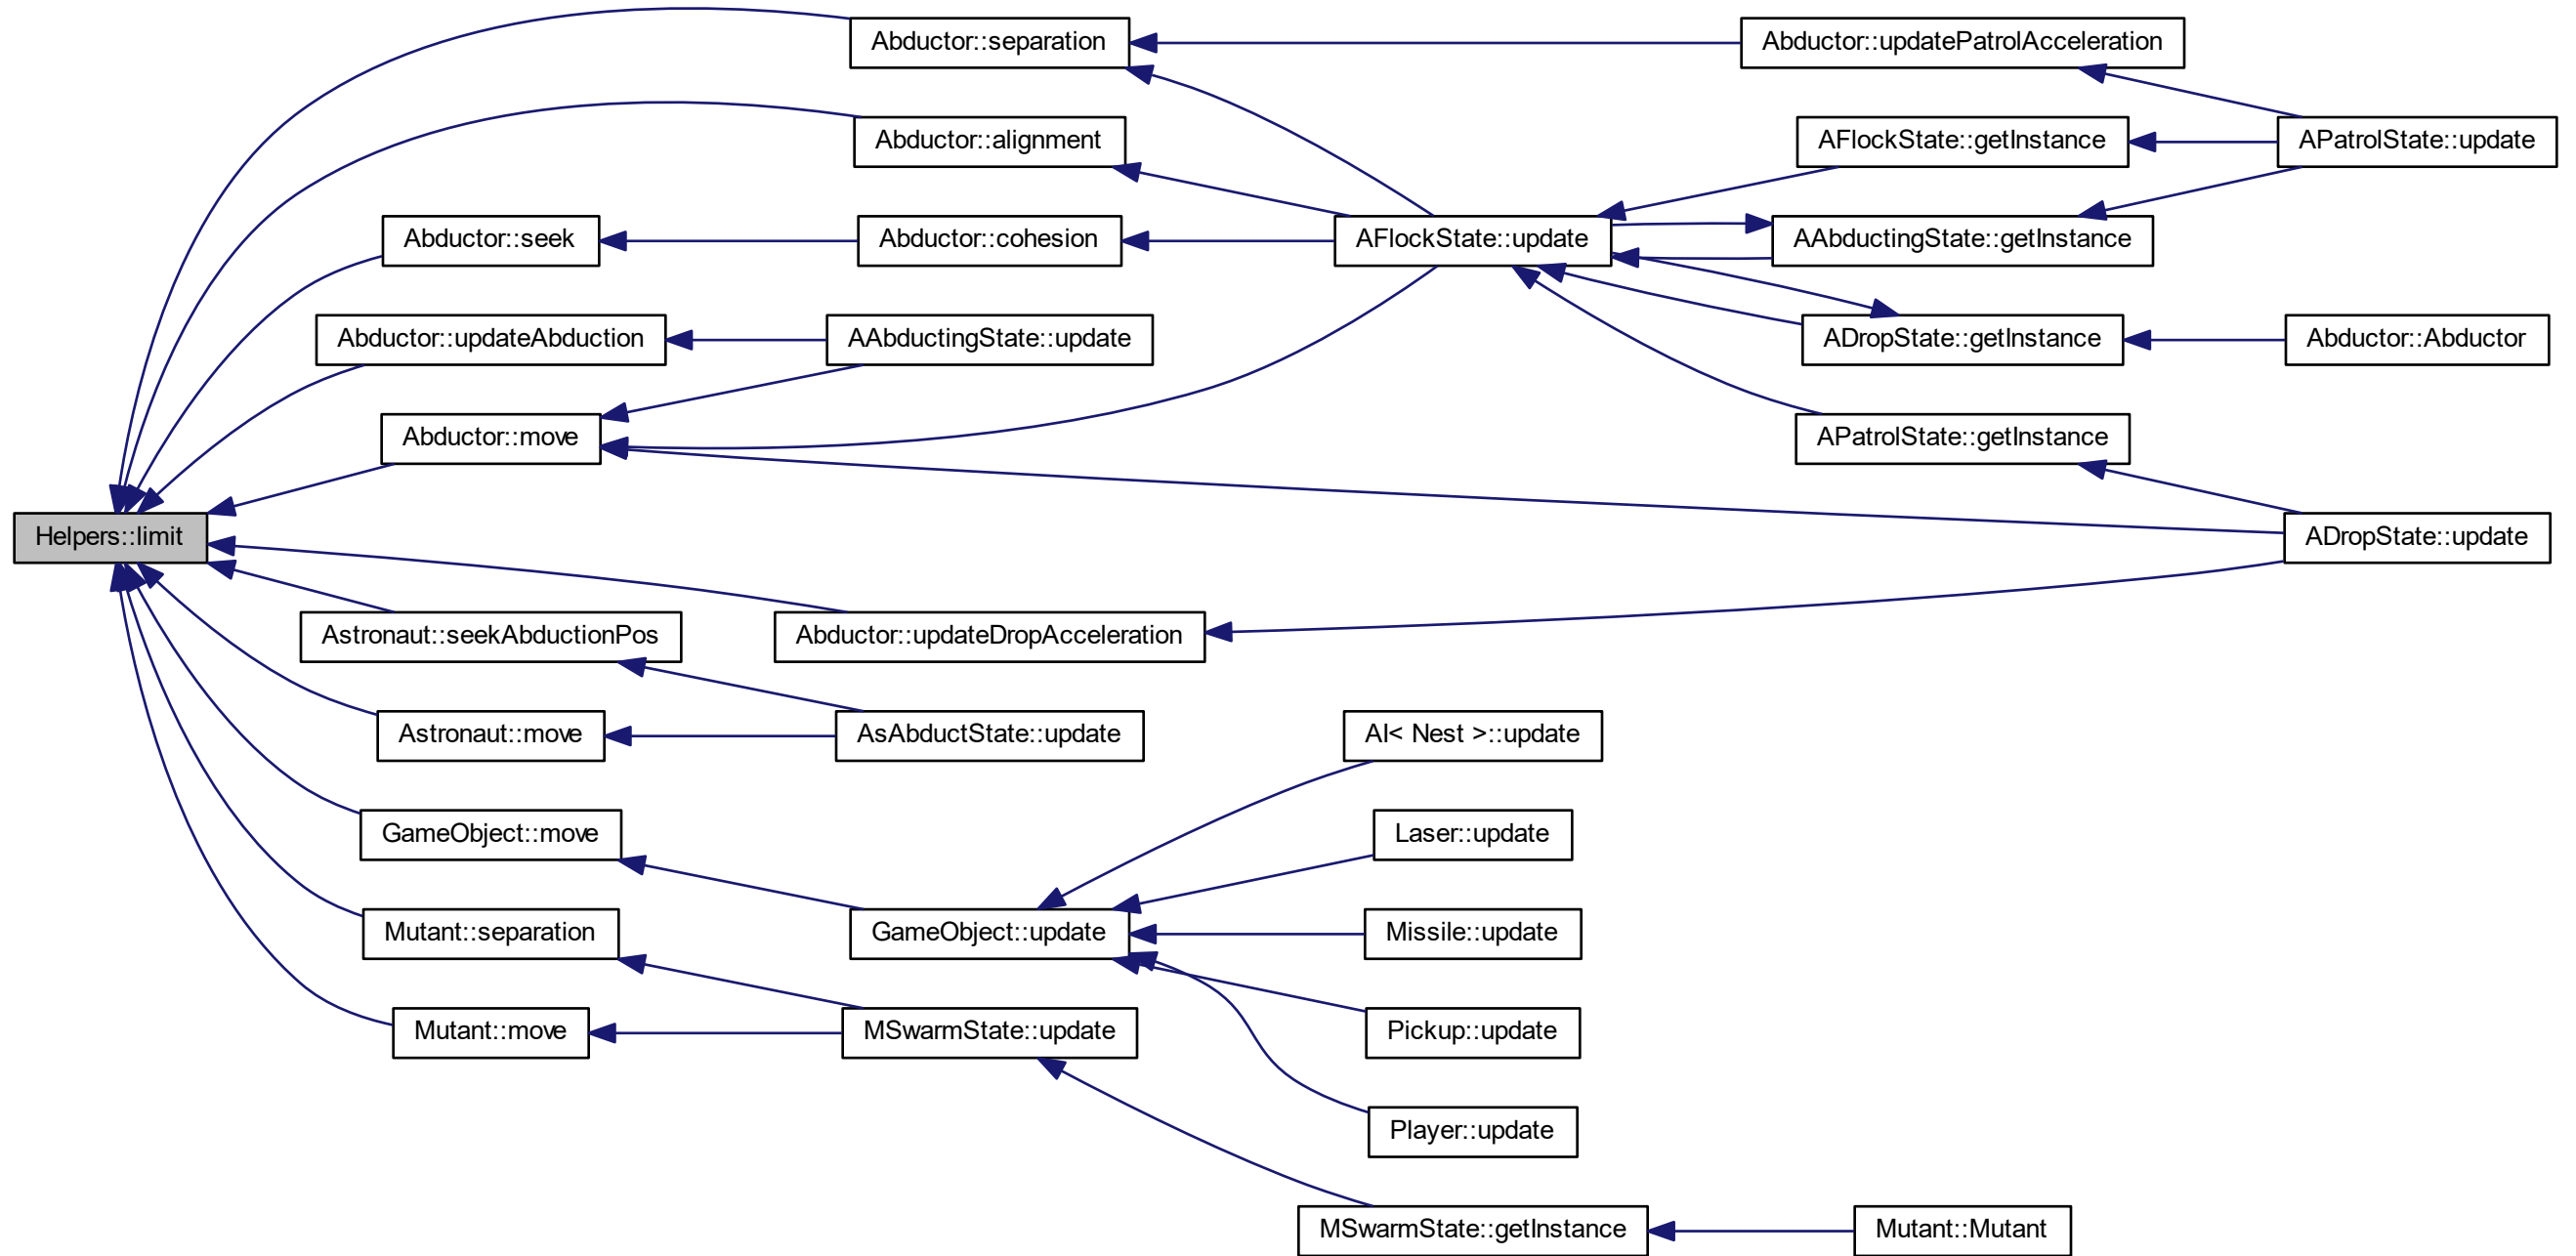 Abductor::separation
Abductor::updatePatrolAcceleration
Abductor::alignment
AFlockState::getInstance
APatrolState::update
Abductor::seek
Abductor::cohesion
AFlockState::update
AAbductingState::getInstance
Abductor::updateAbduction
AAbductingState::update
ADropState::getInstance
Abductor::Abductor
Abductor::move
APatrolState::getInstance
Helpers::limit
ADropState::update
Astronaut::seekAbductionPos
Abductor::updateDropAcceleration
Astronaut::move
AsAbductState::update
AI< Nest >::update
GameObject::move
Laser::update
Mutant::separation
GameObject::update
Missile::update
Mutant::move
MSwarmState::update
Pickup::update
Player::update
MSwarmState::getInstance
Mutant::Mutant